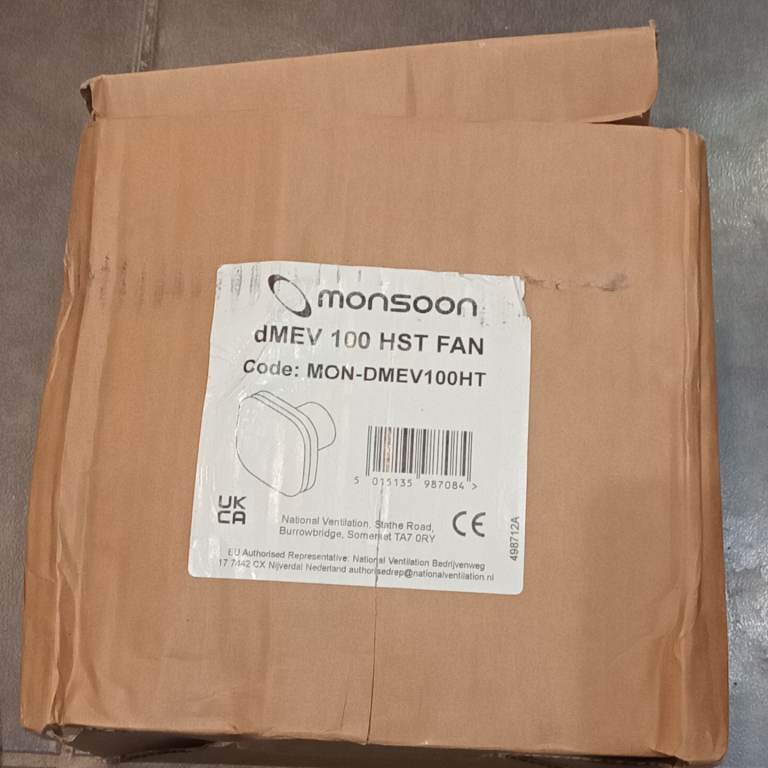 monsoon
dMEV 100 HST FAN
Code: MON-DMEV100HT
5 015135 987084 >
UK
CA
National Ventilation, Stathe Road,
Burrowbridge, Somerset TA7 0RY
CE
EU Authorised Representative: National Ventilation Bedrijvenweg
17 7442 CX Nijverdal Nederland authorisedrep@nationalventilation.nl
498712A